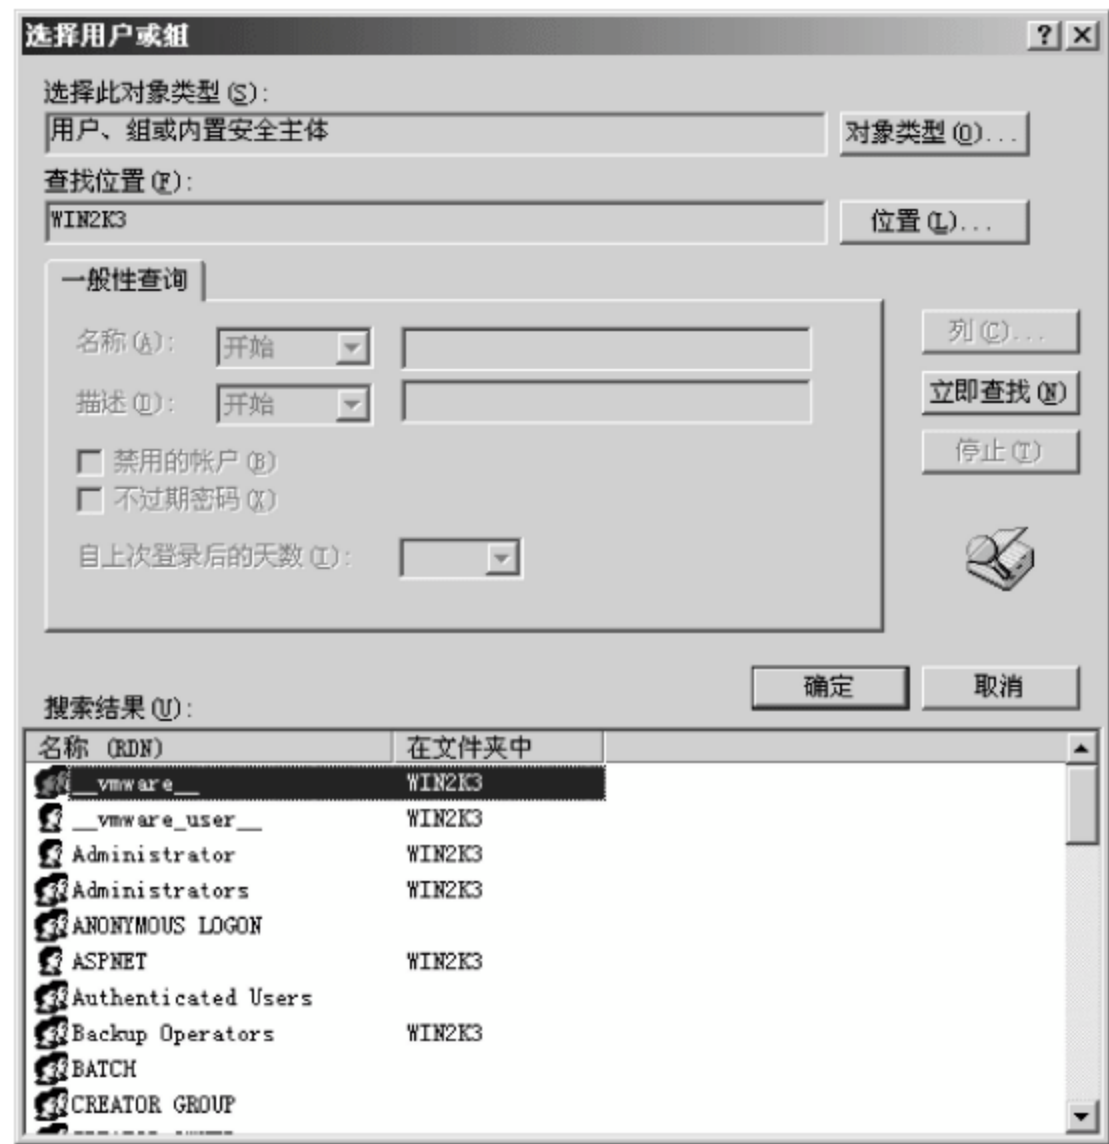 选择用户或组
选择此对象类型(S):
用户、组或内置安全主体
对象类型(O)...
查找位置(F):
WIN2K3
位置(L)...
一般性查询
名称(A): 开始
列(C)...
描述(D): 开始
立即查找(N)
禁用的帐户(B)
停止(T)
不过期密码(X)
自上次登录后的天数(I):
确定 取消
搜索结果(U):
名称 (RDN) 在文件夹中
__vmware__ WIN2K3
__vmware_user__ WIN2K3
Administrator WIN2K3
Administrators WIN2K3
ANONYMOUS LOGON
ASPNET WIN2K3
Authenticated Users
Backup Operators WIN2K3
BATCH
CREATOR GROUP